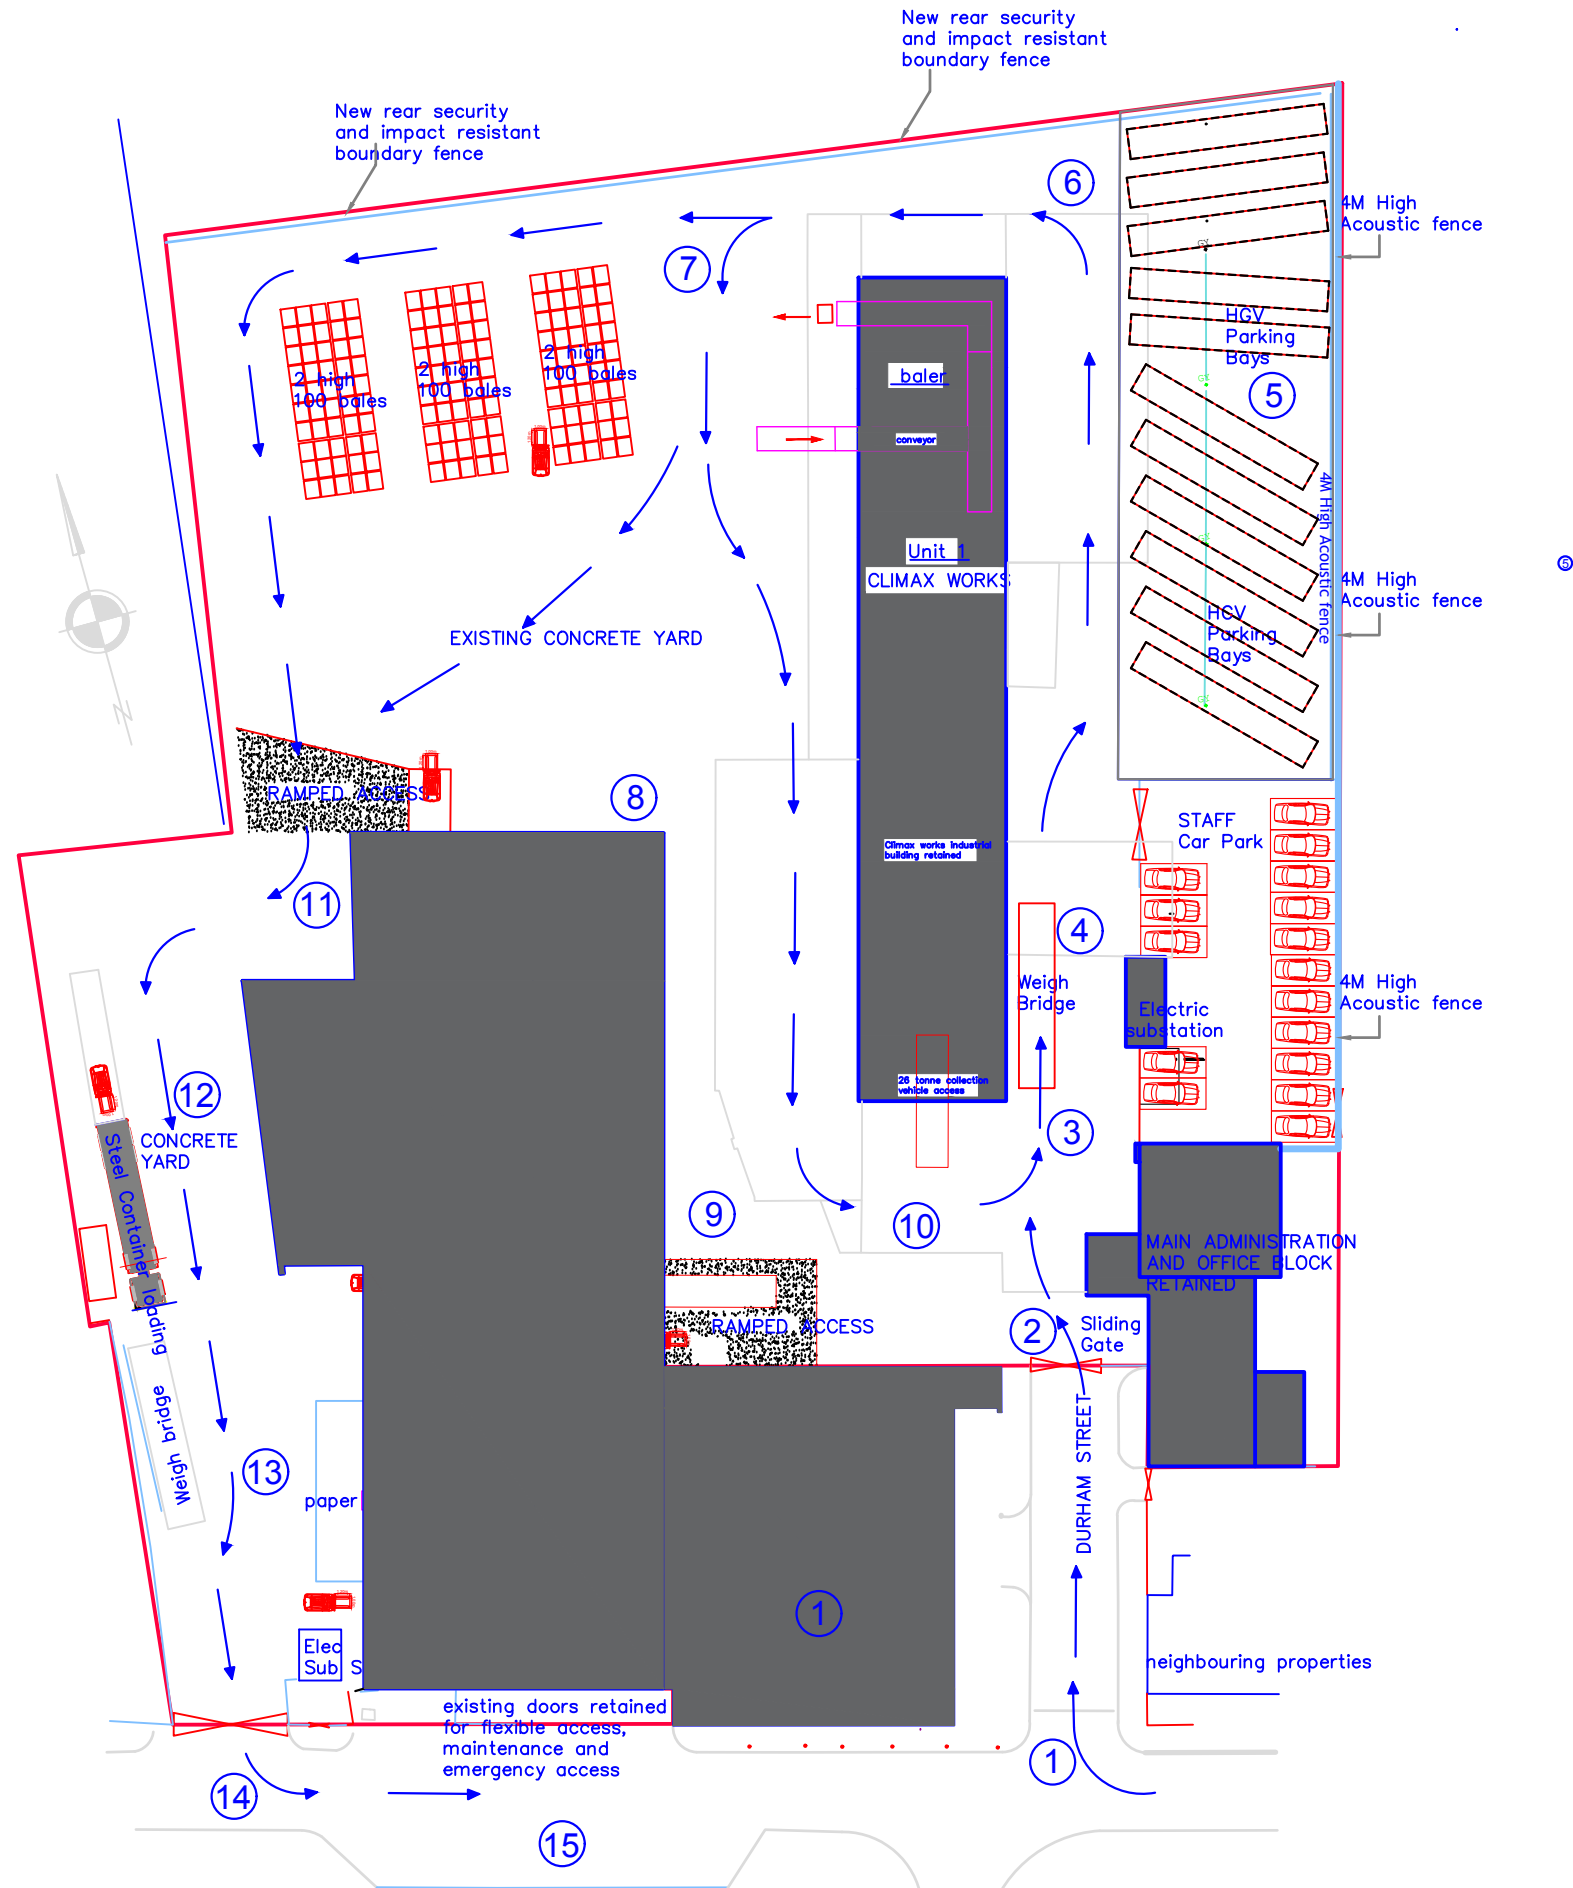 New rear security
and impact resistant
boundary fence
New rear security
and impact resistant
boundary fence
6
4M High
Acoustic fence
7
HGV
Parking
Bays
2 high
100 bales
2 high
100 bales
2 high
100 bales
baler
5
conveyor
4M High Acoustic fence
Unit 1
CLIMAX WORKS
5
4M High
Acoustic fence
EXISTING CONCRETE YARD
HGV
Parking
Bays
RAMPED ACCESS
8
STAFF
Car Park
Climax works industrial
building retained
11
4
Weigh
Bridge
4M High
Acoustic fence
Electric
substation
12
26 tonne collection
vehicle access
CONCRETE
YARD
3
Steel Container loading
9
10
MAIN ADMINISTRATION
AND OFFICE BLOCK
RETAINED
RAMPED ACCESS
2
Sliding
Gate
Weigh bridge
DURHAM STREET
13
paper
1
Elec
Sub S
neighbouring properties
existing doors retained
for flexible access,
maintenance and
emergency access
1
14
15